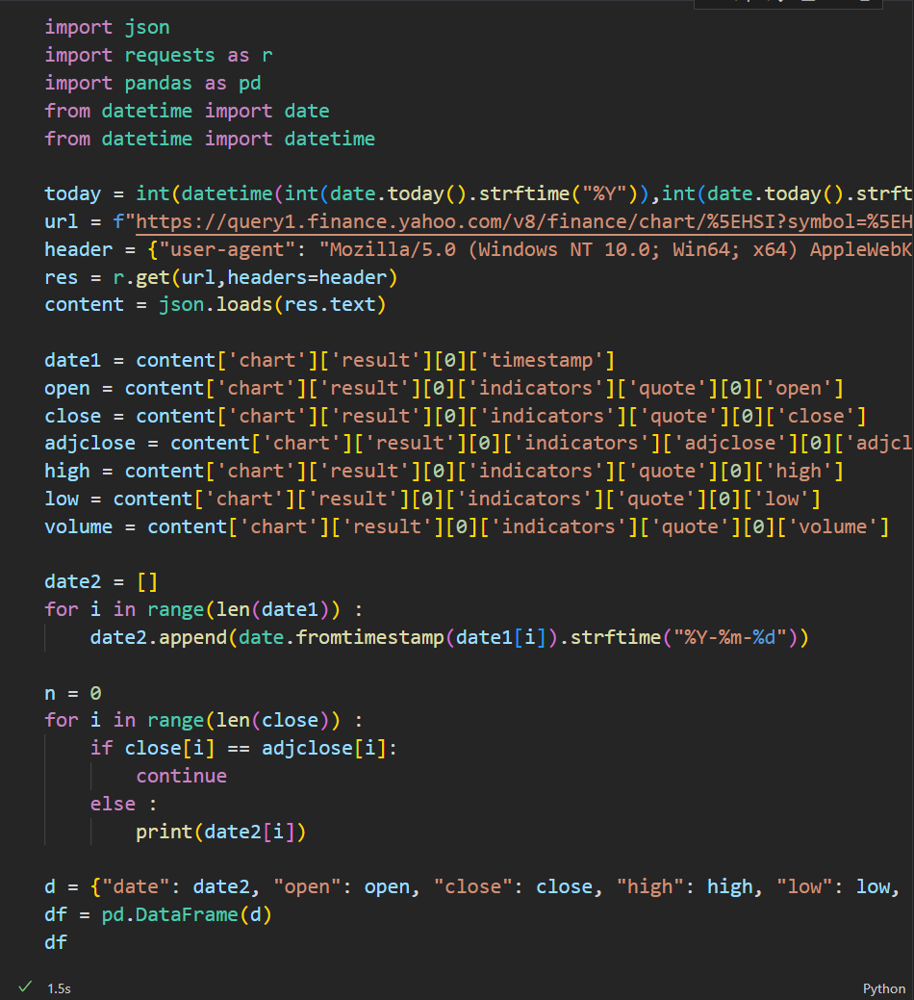 import json
import requests as r
import pandas as pd
from datetime import date
from datetime import datetime
today = int(datetime(int(date.today().strftime("%Y")),int(date.today().strft
url = f"https://query1.finance.yahoo.com/v8/finance/chart/%5EHSI?symbol=%5EH
header = {"user-agent": "Mozilla/5.0 (Windows NT 10.0; Win64; x64) AppleWebK
res = r.get(url,headers=header)
content = json.loads(res.text)
date1 = content['chart']['result'][0]['timestamp']
open = content['chart']['result'][0]['indicators']['quote'][0]['open']
close = content['chart']['result'][0]['indicators']['quote'][0]['close']
adjclose = content['chart']['result'][0]['indicators']['adjclose'][0]['adjcl
high = content['chart']['result'][0]['indicators']['quote'][0]['high']
low = content['chart']['result'][0]['indicators']['quote'][0]['low']
volume = content['chart']['result'][0]['indicators']['quote'][0]['volume']
date2 = []
for i in range(len(date1)) :
    date2.append(date.fromtimestamp(date1[i]).strftime("%Y-%m-%d"))
n = 0
for i in range(len(close)) :
    if close[i] == adjclose[i]:
        continue
    else :
        print(date2[i])
d = {"date": date2, "open": open, "close": close, "high": high, "low": low,
df = pd.DataFrame(d)
df
1.5s
Python